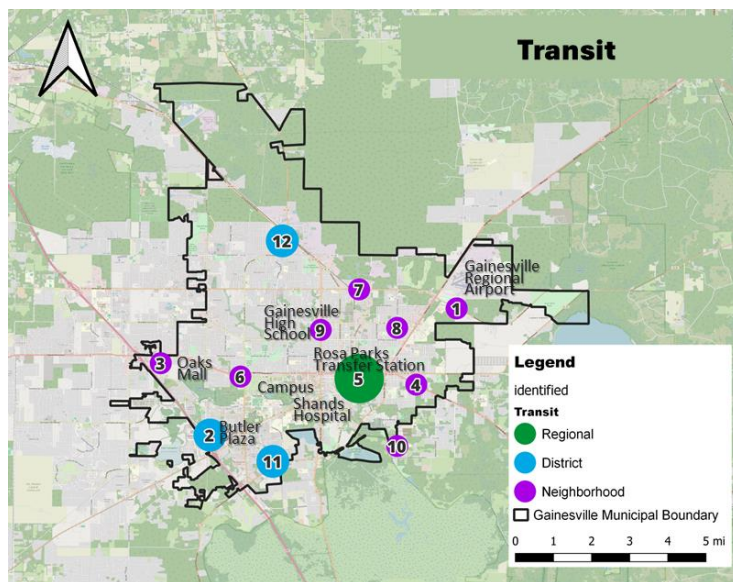 Transit
12
Gainesville
Regional
Airport
7
1
Gainesville
High
School
9
8
Rosa Parks
Transfer Station
3
Oaks
Mall
6
5
4
Campus
Shands
Hospital
2
Butler
Plaza
10
11
Legend
identified
Transit
Regional
District
Neighborhood
Gainesville Municipal Boundary
0 1 2 3 4 5 mi